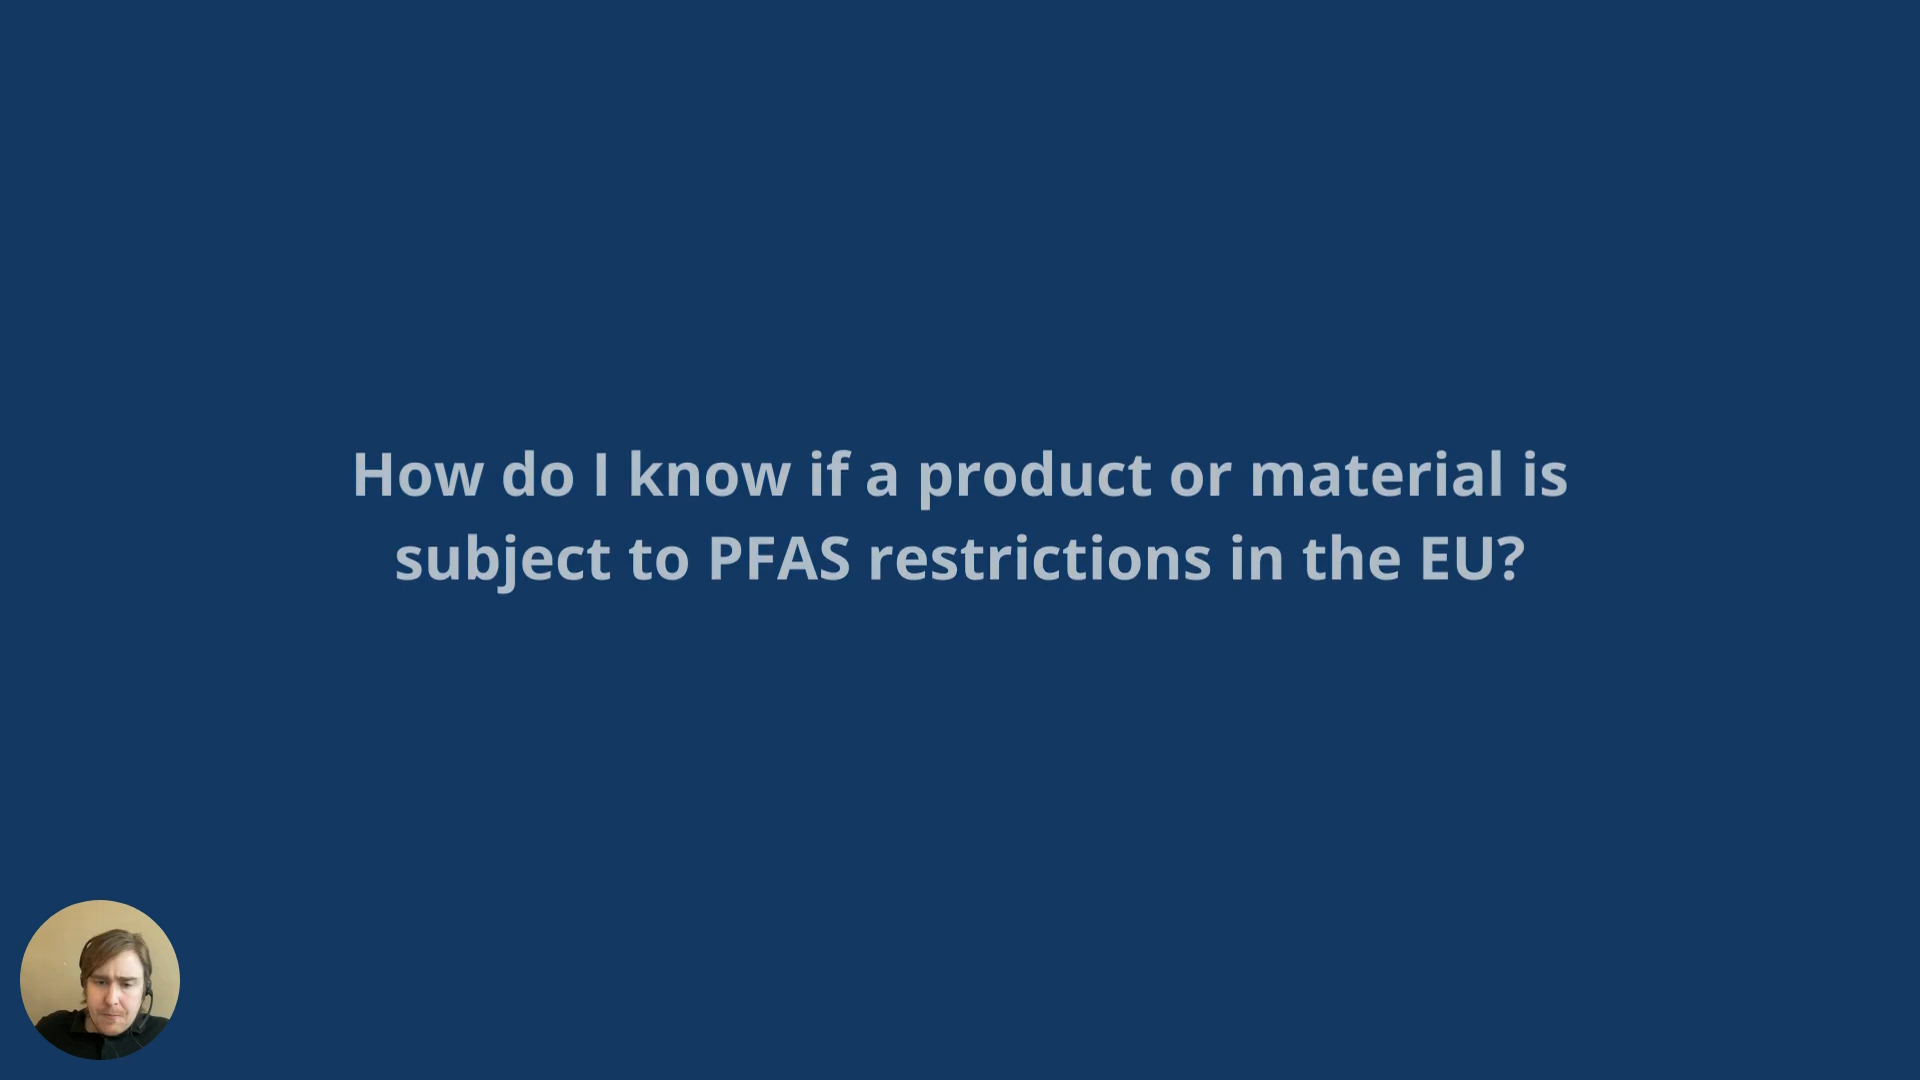 How do I know if a product or material is
subject to PFAS restrictions in the EU?